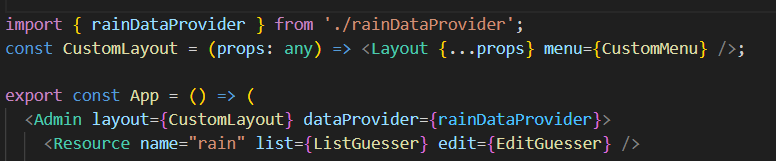 import { rainDataProvider } from './rainDataProvider';
const CustomLayout = (props: any) => <Layout {...props} menu={CustomMenu} />;
export const App = () => (
<Admin layout={CustomLayout} dataProvider={rainDataProvider}>
<Resource name="rain" list={ListGuesser} edit={EditGuesser} />